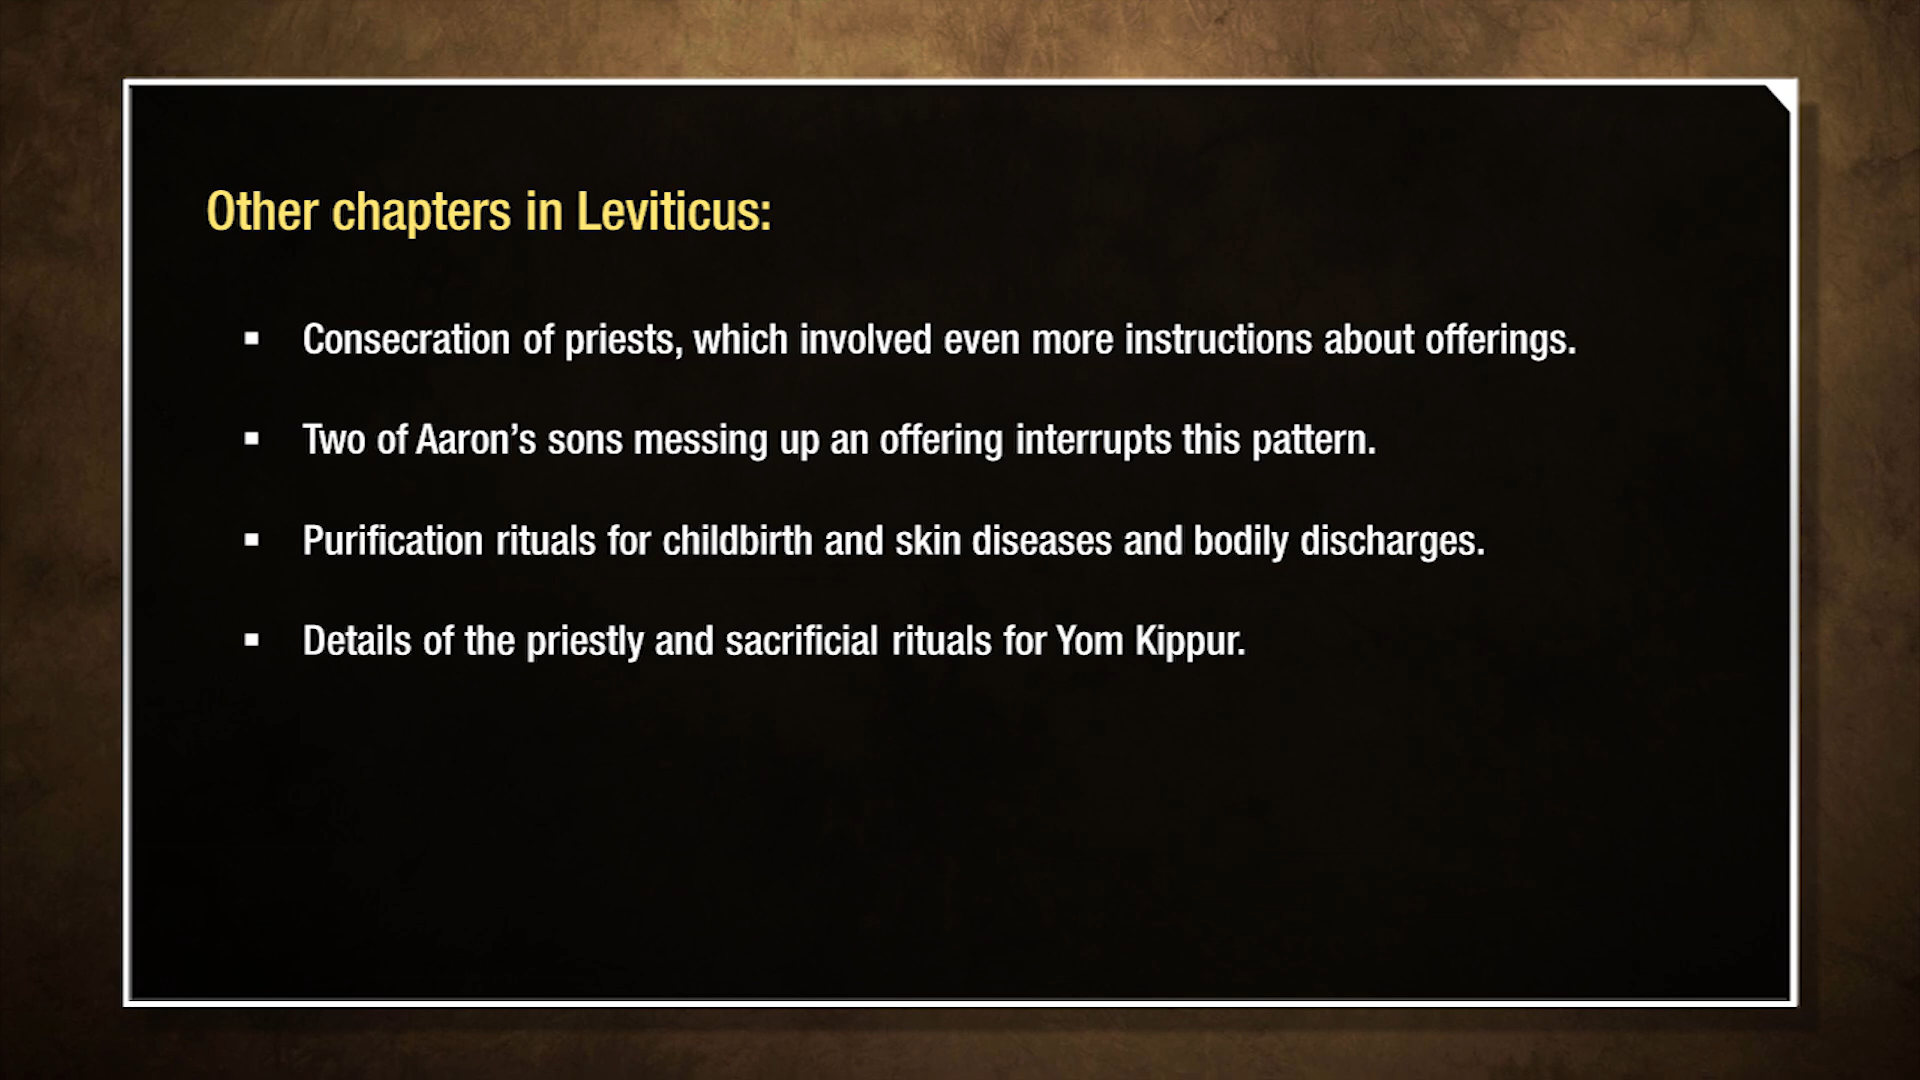 Other chapters in Leviticus:
▪ Consecration of priests, which involved even more instructions about offerings.
▪ Two of Aaron’s sons messing up an offering interrupts this pattern.
▪ Purification rituals for childbirth and skin diseases and bodily discharges.
▪ Details of the priestly and sacrificial rituals for Yom Kippur.